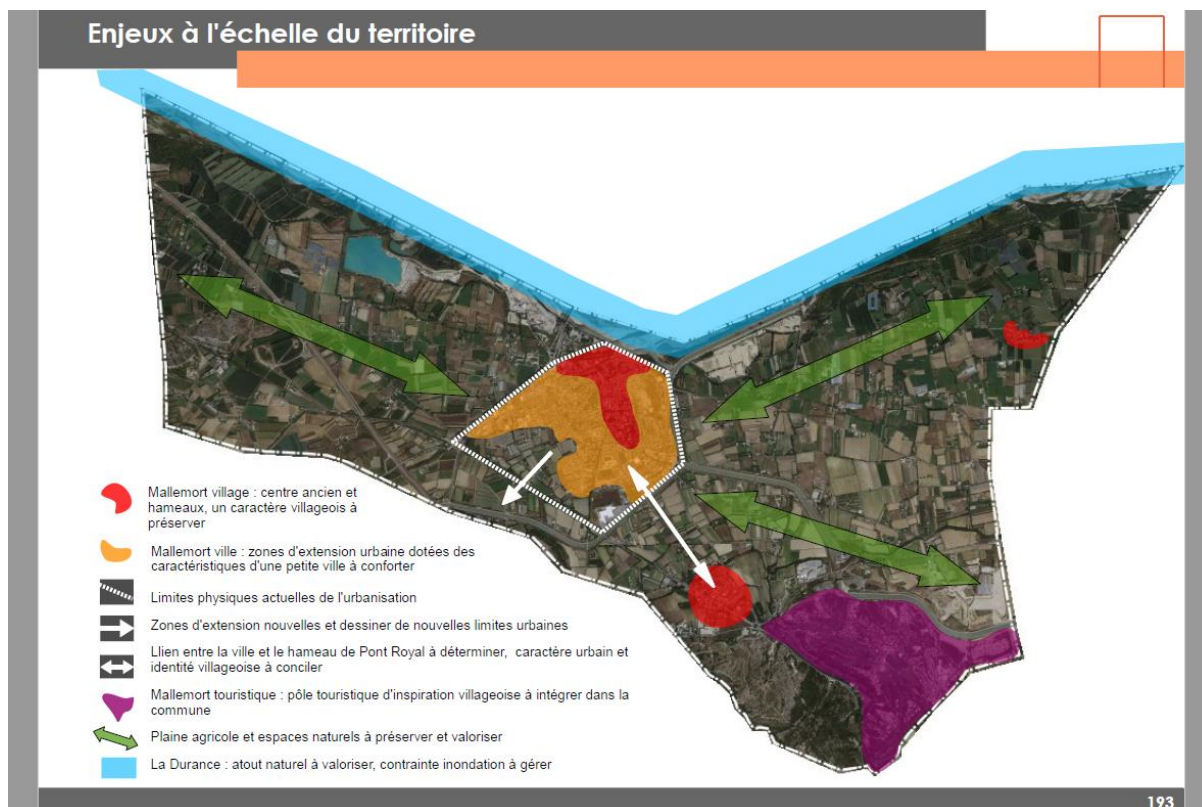 Enjeux à l'échelle du territoire
Mallemort village : centre ancien et
hameaux, un caractère villageois à
préserver
Mallemort ville : zones d'extension urbaine dotées des
caractéristiques d'une petite ville à conforter
Limites physiques actuelles de l'urbanisation
Zones d'extension nouvelles et dessiner de nouvelles limites urbaines
Llien entre la ville et le hameau de Pont Royal à déterminer, caractère urbain et
identité villageoise à concilier
Mallemort touristique : pôle touristique d'inspiration villageoise à intégrer dans la
commune
Plaine agricole et espaces naturels à préserver et valoriser
La Durance : atout naturel à valoriser, contrainte inondation à gérer
193